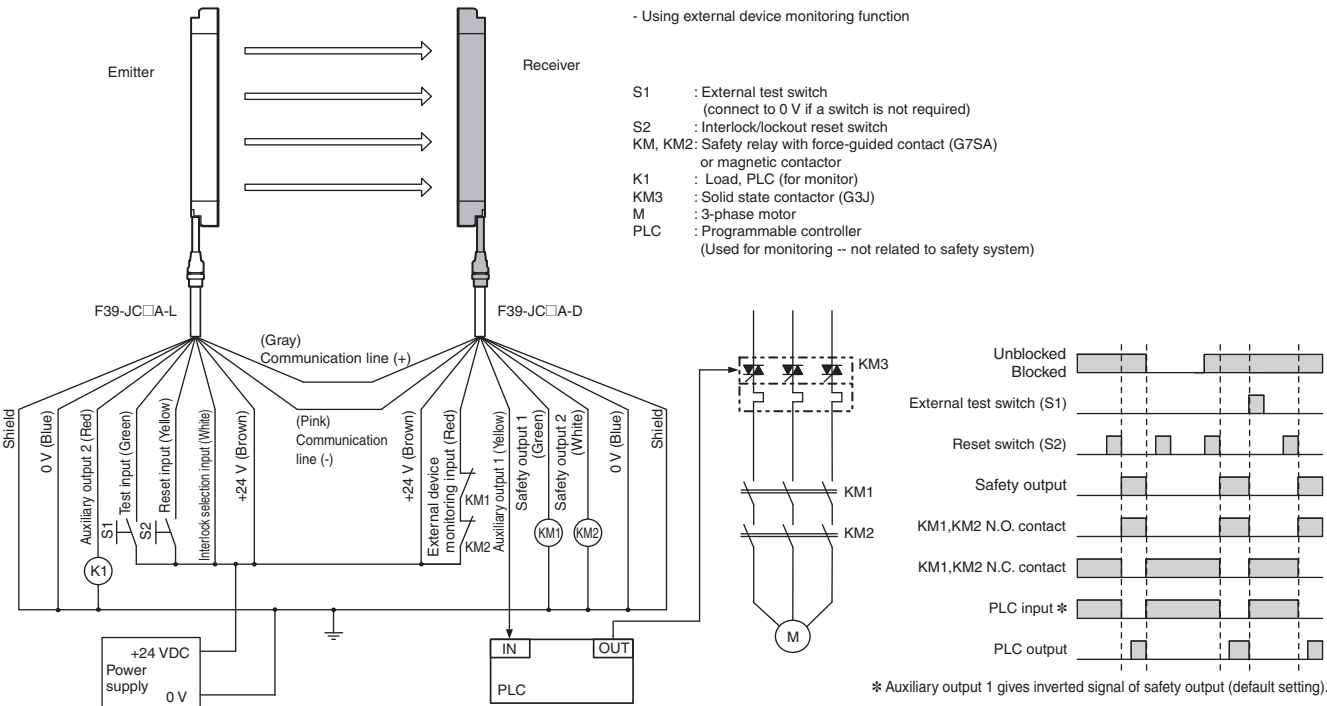 - Using external device monitoring function
Emitter
Receiver
S1 : External test switch
(connect to 0 V if a switch is not required)
S2 : Interlock/lockout reset switch
KM, KM2: Safety relay with force-guided contact (G7SA)
or magnetic contactor
K1 : Load, PLC (for monitor)
KM3 : Solid state contactor (G3J)
M : 3-phase motor
PLC : Programmable controller
(Used for monitoring -- not related to safety system)
F39-JC□A-L
F39-JC□A-D
(Gray)
Communication line (+)
(Pink)
Communication
line (-)
Shield
0 V (Blue)
Auxiliary output 2 (Red)
Test input (Green)
Reset input (Yellow)
Interlock selection input (White)
+24 V (Brown)
S1
S2
K1
+24 V (Brown)
External device
monitoring input (Red)
KM1
KM2
Auxiliary output 1 (Yellow)
Safety output 1
(Green)
Safety output 2
(White)
0 V (Blue)
Shield
KM1
KM2
+24 VDC
Power
supply
0 V
IN
OUT
PLC
KM3
KM1
KM2
M
Unblocked
Blocked
External test switch (S1)
Reset switch (S2)
Safety output
KM1,KM2 N.O. contact
KM1,KM2 N.C. contact
PLC input ✻
PLC output
✻ Auxiliary output 1 gives inverted signal of safety output (default setting).